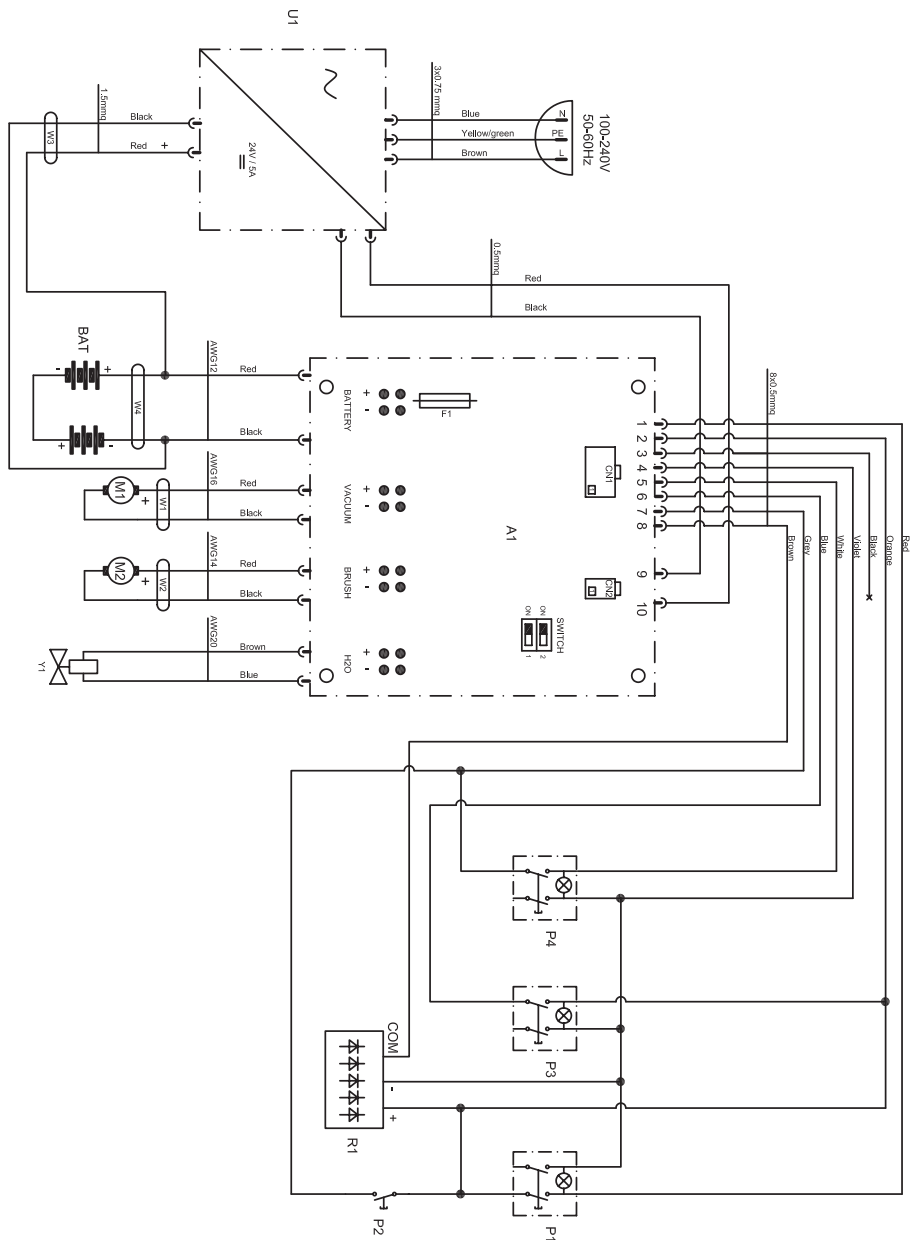 U1
100-240V
50-60Hz
3x0.75 mmq
Blue
N
Yellow/green
PE
Brown
L
1.5mmq
Black
W3
Red +
24V / 5A
0.5mmq
Red
Black
BAT
-
+
+
-
W4
AWG12
Red
Black
BATTERY
+
-
F1
8x0.5mmq
1
2
3
4
5
6
7
8
9
10
CN1
1
CN2
1
A1
M1
+
W1
AWG16
Red
Black
VACUUM
+
-
M2
+
W2
AWG14
Red
Black
BRUSH
+
-
Y1
AWG20
Brown
Blue
H2O
+
-
SWITCH
ON
ON
1
2
Brown
Grey
Blue
White
Violet
Black
Orange
Red
P4
P3
COM
-
+
R1
P2
P1